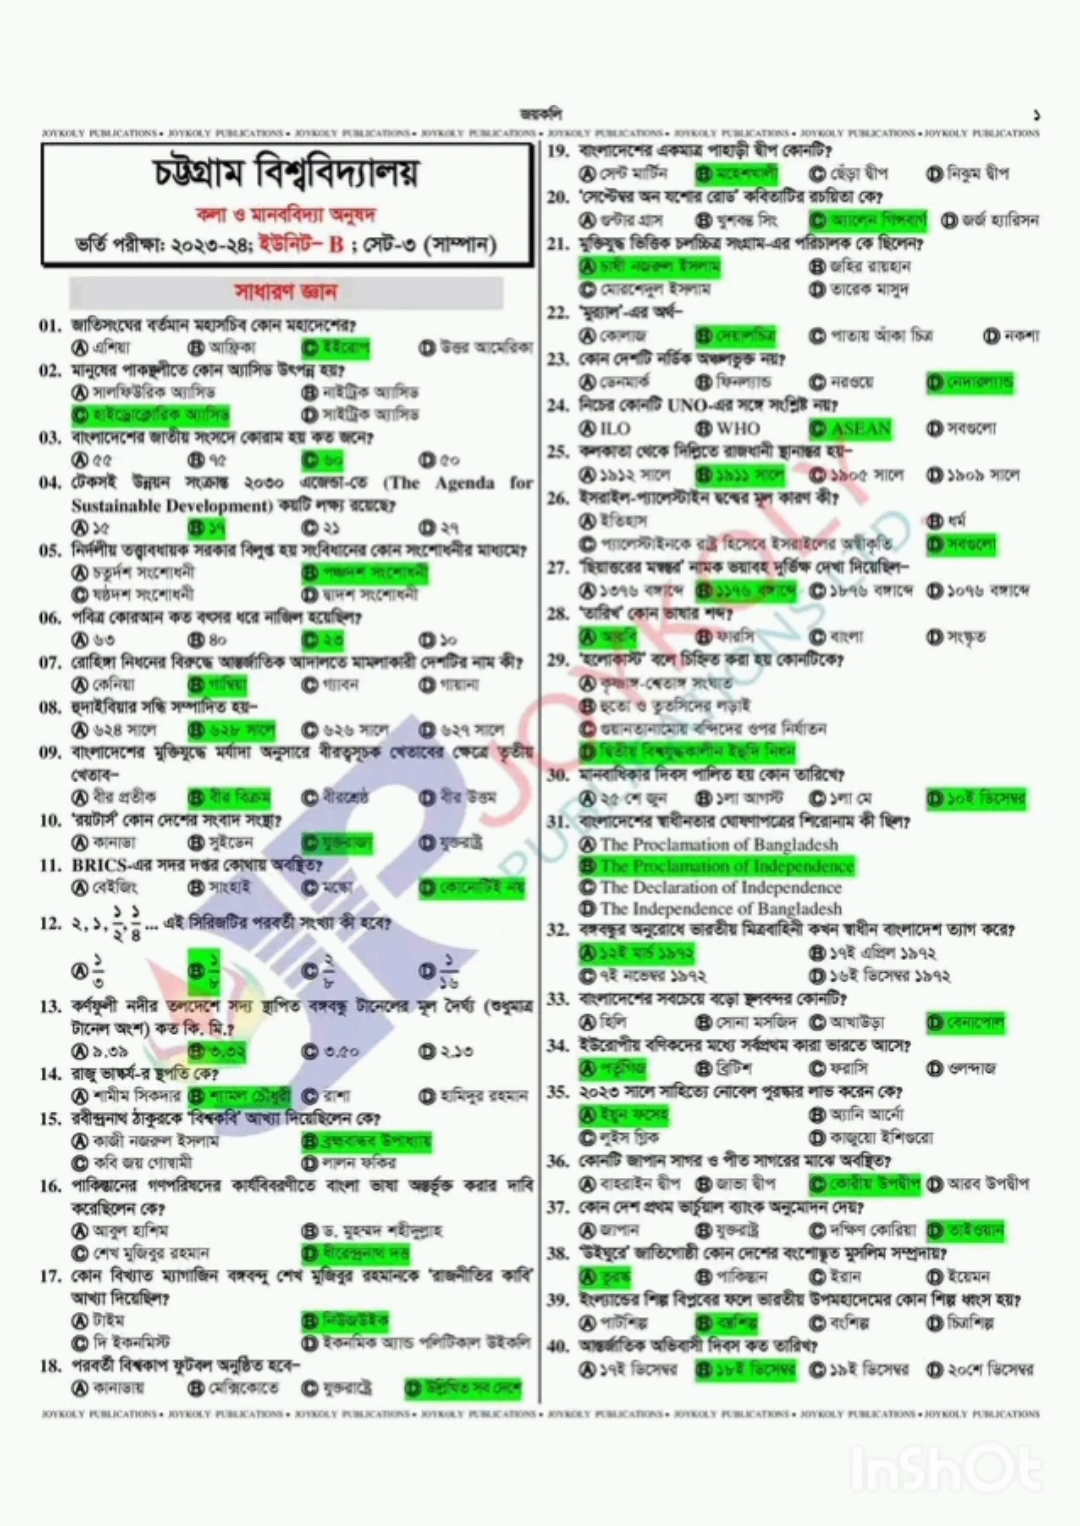 জয়কলি
১
JOYKOLY PUBLICATIONS • JOYKOLY PUBLICATIONS • JOYKOLY PUBLICATIONS • JOYKOLY PUBLICATIONS • JOYKOLY PUBLICATIONS • JOYKOLY PUBLICATIONS • JOYKOLY PUBLICATIONS • JOYKOLY PUBLICATIONS
চট্টগ্রাম বিশ্ববিদ্যালয়
কলা ও মানববিদ্যা অনুষদ
ভর্তি পরীক্ষা: ২০২৩-২৪; ইউনিট– B ; সেট-৩ (সাম্পান)
সাধারণ জ্ঞান
01. জাতিসংঘের বর্তমান মহাসচিব কোন মহাদেশের?
Ⓐ এশিয়া Ⓑ আফ্রিকা Ⓒ ইউরোপ Ⓓ উত্তর আমেরিকা
02. মানুষের পাকস্থলীতে কোন অ্যাসিড উৎপন্ন হয়?
Ⓐ সালফিউরিক অ্যাসিড Ⓑ নাইট্রিক অ্যাসিড
Ⓒ হাইড্রোক্লোরিক অ্যাসিড Ⓓ সাইট্রিক অ্যাসিড
03. বাংলাদেশের জাতীয় সংসদে কোরাম হয় কত জনে?
Ⓐ ৫৫ Ⓑ ৭৫ Ⓒ ৬০ Ⓓ ৫০
04. টেকসই উন্নয়ন সংক্রান্ত ২০৩০ এজেন্ডা-তে (The Agenda for
Sustainable Development) কয়টি লক্ষ্য রয়েছে?
Ⓐ ১৫ Ⓑ ১৭ Ⓒ ২১ Ⓓ ২৭
05. নির্দলীয় তত্ত্বাবধায়ক সরকার বিলুপ্ত হয় সংবিধানের কোন সংশোধনীর মাধ্যমে?
Ⓐ চতুর্দশ সংশোধনী Ⓑ পঞ্চদশ সংশোধনী
Ⓒ ষষ্ঠদশ সংশোধনী Ⓓ দ্বাদশ সংশোধনী
06. পবিত্র কোরআন কত বৎসর ধরে নাজিল হয়েছিল?
Ⓐ ৬৩ Ⓑ ৪০ Ⓒ ২৩ Ⓓ ১০
07. রোহিঙ্গা নিধনের বিরুদ্ধে আন্তর্জাতিক আদালতে মামলাকারী দেশটির নাম কী?
Ⓐ কেনিয়া Ⓑ গাম্বিয়া Ⓒ গ্যাবন Ⓓ গায়ানা
08. হুদাইবিয়ার সন্ধি সম্পাদিত হয়–
Ⓐ ৬২৪ সালে Ⓑ ৬২৮ সালে Ⓒ ৬২৬ সালে Ⓓ ৬২৭ সালে
09. বাংলাদেশের মুক্তিযুদ্ধে মর্যাদা অনুসারে বীরত্বসূচক খেতাবের ক্ষেত্রে তৃতীয়
খেতাব–
Ⓐ বীর প্রতীক Ⓑ বীর বিক্রম Ⓒ বীরশ্রেষ্ঠ Ⓓ বীর উত্তম
10. ‘রয়টার্স’ কোন দেশের সংবাদ সংস্থা?
Ⓐ কানাডা Ⓑ সুইডেন Ⓒ যুক্তরাজ্য Ⓓ যুক্তরাষ্ট্র
11. BRICS-এর সদর দপ্তর কোথায় অবস্থিত?
Ⓐ বেইজিং Ⓑ সাংহাই Ⓒ মস্কো Ⓓ কোনোটিই নয়
12. ২, ১, ১/২, ১/৪ ... এই সিরিজটির পরবর্তী সংখ্যা কী হবে?
Ⓐ ১/৩ Ⓑ ১/৮ Ⓒ ২/৮ Ⓓ ১/১৬
13. কর্ণফুলী নদীর তলদেশে সদ্য স্থাপিত বঙ্গবন্ধু টানেলের মূল দৈর্ঘ্য (শুধুমাত্র
টানেল অংশ) কত কি. মি.?
Ⓐ ৯.৩৯ Ⓑ ৩.৩২ Ⓒ ৩.৫০ Ⓓ ২.১৩
14. রাজু ভাস্কর্য-র স্থপতি কে?
Ⓐ শামীম সিকদার Ⓑ শ্যামল চৌধুরী Ⓒ রাশা Ⓓ হামিদুর রহমান
15. রবীন্দ্রনাথ ঠাকুরকে ‘বিশ্বকবি’ আখ্যা দিয়েছিলেন কে?
Ⓐ কাজী নজরুল ইসলাম Ⓑ ব্রহ্মবান্ধব উপাধ্যায়
Ⓒ কবি জয় গোস্বামী Ⓓ লালন ফকির
16. পাকিস্তানের গণপরিষদের কার্যবিবরণীতে বাংলা ভাষা অন্তর্ভুক্ত করার দাবি
করেছিলেন কে?
Ⓐ আবুল হাশিম Ⓑ ড. মুহম্মদ শহীদুল্লাহ
Ⓒ শেখ মুজিবুর রহমান Ⓓ ধীরেন্দ্রনাথ দত্ত
17. কোন বিখ্যাত ম্যাগাজিন বঙ্গবন্দু শেখ মুজিবুর রহমানকে ‘রাজনীতির কবি’
আখ্যা দিয়েছিল?
Ⓐ টাইম Ⓑ নিউজউইক
Ⓒ দি ইকনমিস্ট Ⓓ ইকনমিক অ্যান্ড পলিটিকাল উইকলি
18. পরবর্তী বিশ্বকাপ ফুটবল অনুষ্ঠিত হবে–
Ⓐ কানাডায় Ⓑ মেক্সিকোতে Ⓒ যুক্তরাষ্ট্রে Ⓓ উল্লিখিত সব দেশে
19. বাংলাদেশের একমাত্র পাহাড়ী দ্বীপ কোনটি?
Ⓐ সেন্ট মার্টিন Ⓑ মহেশখালী Ⓒ ছেঁড়া দ্বীপ Ⓓ নিঝুম দ্বীপ
20. ‘সেপ্টেম্বর অন যশোর রোড’ কবিতাটির রচয়িতা কে?
Ⓐ গুন্টার গ্রাস Ⓑ খুশবন্ত সিং Ⓒ অ্যালেন গিন্সবার্গ Ⓓ জর্জ হ্যারিসন
21. মুক্তিযুদ্ধ ভিত্তিক চলচ্চিত্র সংগ্রাম-এর পরিচালক কে ছিলেন?
Ⓐ চাষী নজরুল ইসলাম Ⓑ জহির রায়হান
Ⓒ মোরশেদুল ইসলাম Ⓓ তারেক মাসুদ
22. ‘মুর‍্যাল’-এর অর্থ–
Ⓐ কোলাজ Ⓑ দেয়ালচিত্র Ⓒ পাতায় আঁকা চিত্র Ⓓ নকশা
23. কোন দেশটি নর্ডিক অঞ্চলভুক্ত নয়?
Ⓐ ডেনমার্ক Ⓑ ফিনল্যান্ড Ⓒ নরওয়ে Ⓓ নেদারল্যান্ড
24. নিচের কোনটি UNO-এর সঙ্গে সংশ্লিষ্ট নয়?
Ⓐ ILO Ⓑ WHO Ⓒ ASEAN Ⓓ সবগুলো
25. কলকাতা থেকে দিল্লিতে রাজধানী স্থানান্তর হয়–
Ⓐ ১৯১২ সালে Ⓑ ১৯১১ সালে Ⓒ ১৯০৫ সালে Ⓓ ১৯০৯ সালে
26. ইসরাইল-প্যালেস্টাইন দ্বন্দ্বের মূল কারণ কী?
Ⓐ ইতিহাস Ⓑ ধর্ম
Ⓒ প্যালেস্টাইনকে রাষ্ট্র হিসেবে ইসরাইলের অস্বীকৃতি Ⓓ সবগুলো
27. ‘ছিয়াত্তরের মন্বন্তর’ নামক ভয়াবহ দুর্ভিক্ষ দেখা দিয়েছিল–
Ⓐ ১৩৭৬ বঙ্গাব্দে Ⓑ ১১৭৬ বঙ্গাব্দে Ⓒ ১৮৭৬ বঙ্গাব্দে Ⓓ ১০৭৬ বঙ্গাব্দে
28. ‘তারিখ’ কোন ভাষার শব্দ?
Ⓐ আরবি Ⓑ ফারসি Ⓒ বাংলা Ⓓ সংস্কৃত
29. ‘হলোকাস্ট’ বলে চিহ্নিত করা হয় কোনটিকে?
Ⓐ কৃষ্ণাঙ্গ-শ্বেতাঙ্গ সংঘাত
Ⓑ হুতো ও তুতসিদের লড়াই
Ⓒ গুয়ানতানামোয় বন্দিদের ওপর নির্যাতন
Ⓓ দ্বিতীয় বিশ্বযুদ্ধকালীন ইহুদি নিধন
30. মানবাধিকার দিবস পালিত হয় কোন তারিখে?
Ⓐ ২৫ শে জুন Ⓑ ১লা আগস্ট Ⓒ ১লা মে Ⓓ ১০ই ডিসেম্বর
31. বাংলাদেশের স্বাধীনতার ঘোষণাপত্রের শিরোনাম কী ছিল?
Ⓐ The Proclamation of Bangladesh
Ⓑ The Proclamation of Independence
Ⓒ The Declaration of Independence
Ⓓ The Independence of Bangladesh
32. বঙ্গবন্ধুর অনুরোধে ভারতীয় মিত্রবাহিনী কখন স্বাধীন বাংলাদেশ ত্যাগ করে?
Ⓐ ১২ই মার্চ ১৯৭২ Ⓑ ১৭ই এপ্রিল ১৯৭২
Ⓒ ৭ই নভেম্বর ১৯৭২ Ⓓ ১৬ই ডিসেম্বর ১৯৭২
33. বাংলাদেশের সবচেয়ে বড়ো স্থলবন্দর কোনটি?
Ⓐ হিলি Ⓑ সোনা মসজিদ Ⓒ আখাউড়া Ⓓ বেনাপোল
34. ইউরোপীয় বণিকদের মধ্যে সর্বপ্রথম কারা ভারতে আসে?
Ⓐ পর্তুগিজ Ⓑ ব্রিটিশ Ⓒ ফরাসি Ⓓ ওলন্দাজ
35. ২০২৩ সালে সাহিত্যে নোবেল পুরস্কার লাভ করেন কে?
Ⓐ ইয়ুন ফসেহ Ⓑ অ্যানি আর্নো
Ⓒ লুইস গ্লিক Ⓓ কাজুয়ো ইশিগুরো
36. কোনটি জাপান সাগর ও পীত সাগরের মাঝে অবস্থিত?
Ⓐ বাহরাইন দ্বীপ Ⓑ জাভা দ্বীপ Ⓒ কোরীয় উপদ্বীপ Ⓓ আরব উপদ্বীপ
37. কোন দেশ প্রথম ভার্চুয়াল ব্যাংক অনুমোদন দেয়?
Ⓐ জাপান Ⓑ যুক্তরাষ্ট্র Ⓒ দক্ষিণ কোরিয়া Ⓓ তাইওয়ান
38. ‘উইঘুরে’ জাতিগোষ্ঠী কোন দেশের বংশোদ্ভূত মুসলিম সম্প্রদায়?
Ⓐ তুরস্ক Ⓑ পাকিস্তান Ⓒ ইরান Ⓓ ইয়েমেন
39. ইংল্যান্ডের শিল্প বিপ্লবের ফলে ভারতীয় উপমহাদেমের কোন শিল্প ধ্বংস হয়?
Ⓐ পাটশিল্প Ⓑ বস্ত্রশিল্প Ⓒ বংশিল্প Ⓓ চিত্রশিল্প
40. আন্তর্জাতিক অভিবাসী দিবস কত তারিখ?
Ⓐ ১৭ই ডিসেম্বর Ⓑ ১৮ই ডিসেম্বর Ⓒ ১৯ই ডিসেম্বর Ⓓ ২০শে ডিসেম্বর
JOYKOLY PUBLICATIONS • JOYKOLY PUBLICATIONS • JOYKOLY PUBLICATIONS • JOYKOLY PUBLICATIONS • JOYKOLY PUBLICATIONS • JOYKOLY PUBLICATIONS • JOYKOLY PUBLICATIONS • JOYKOLY PUBLICATIONS
JOYKOLY
PUBLICATIONS LTD.
InShOt